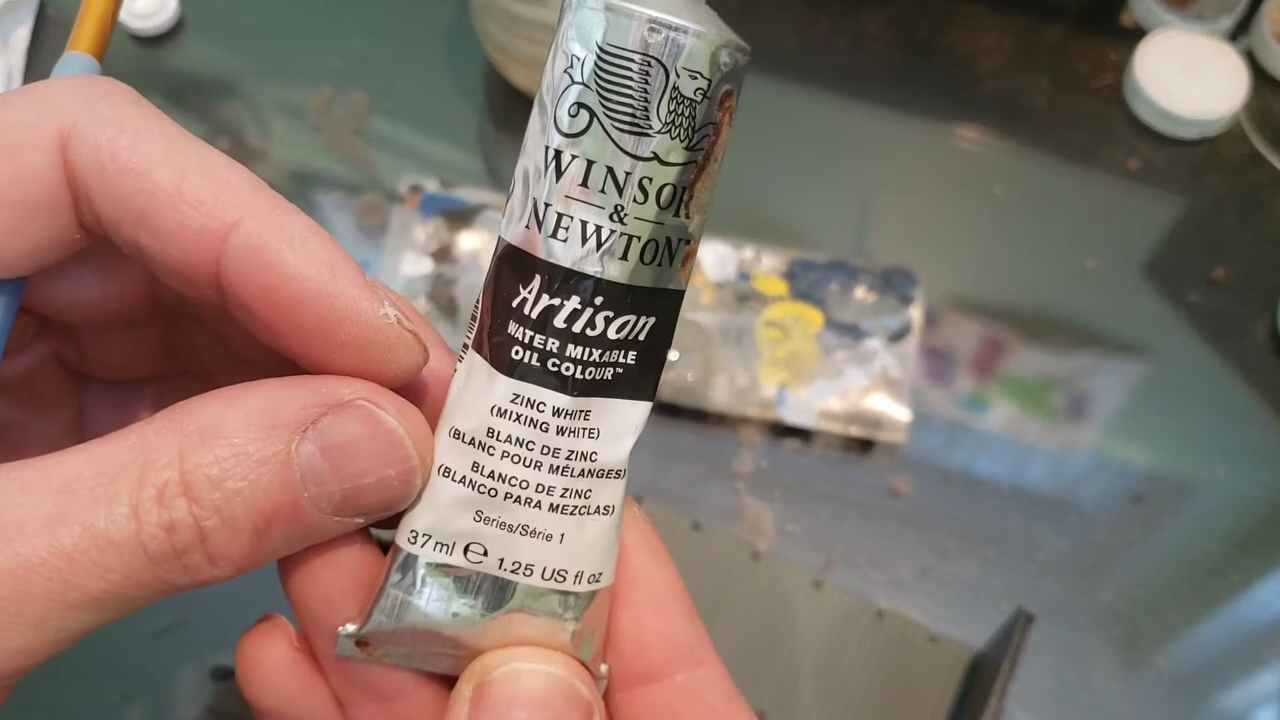 WINSOR
&
NEWTON™
Artisan
WATER MIXABLE
OIL COLOUR™
ZINC WHITE
(MIXING WHITE)
BLANC DE ZINC
(BLANC POUR MÉLANGES)
BLANCO DE ZINC
(BLANCO PARA MEZCLAS)
Series/Série 1
37ml ℮ 1.25 US fl oz